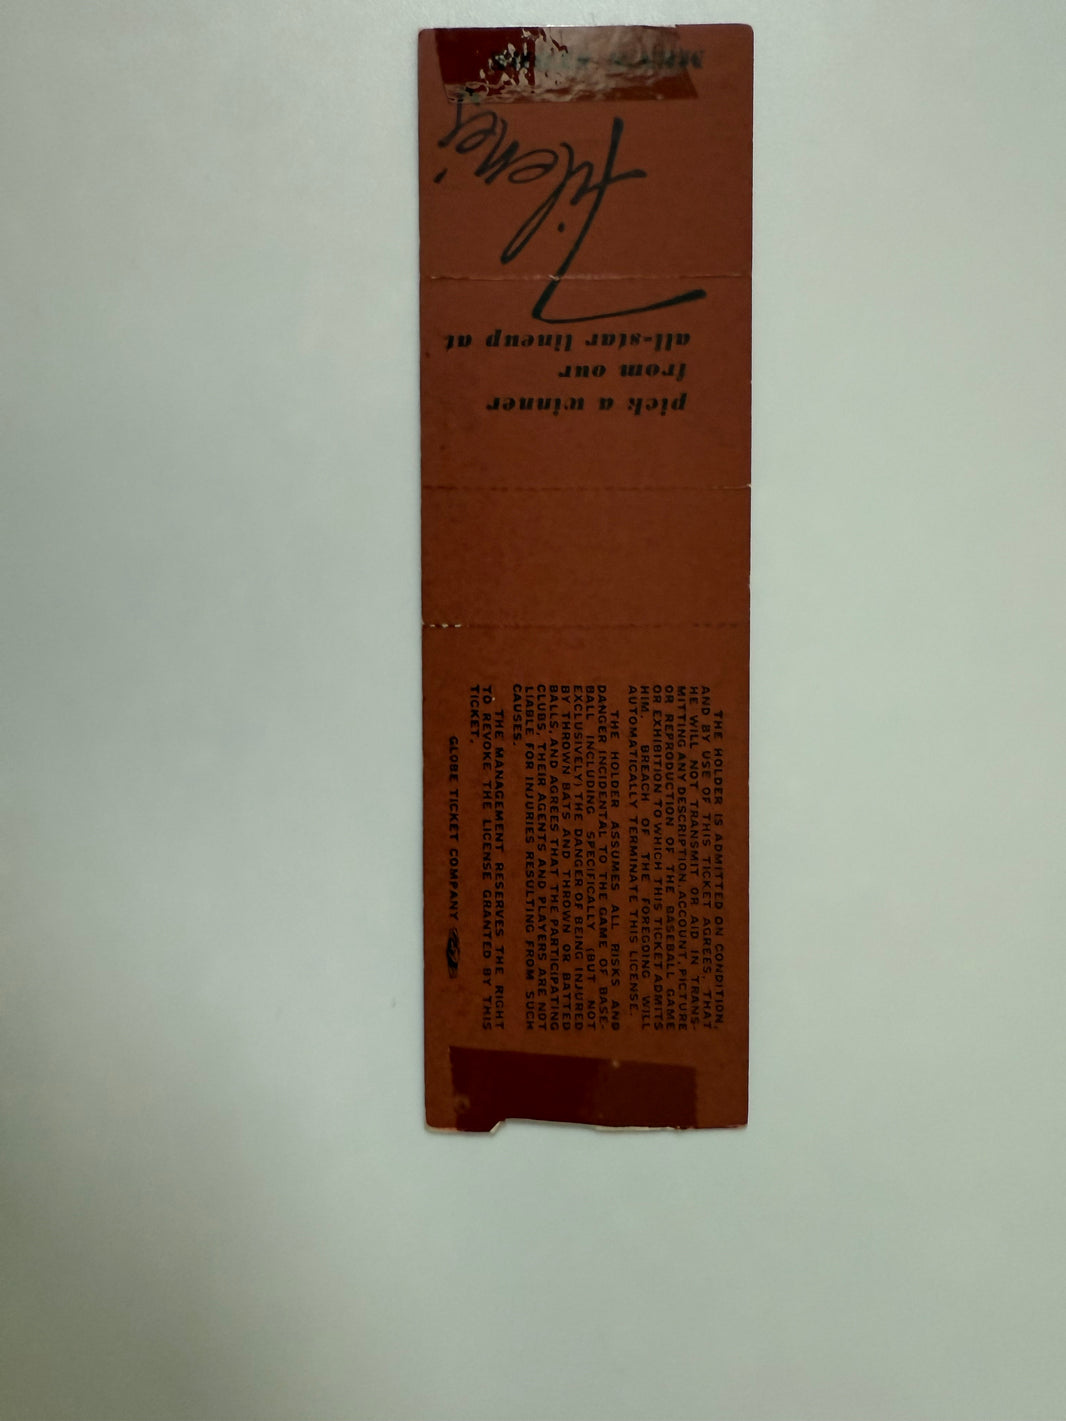 pick a winner
from our
all-star lineup at
Filene's
THE HOLDER IS ADMITTED ON CONDITION,
AND BY USE OF THIS TICKET AGREES, THAT
HE WILL NOT TRANSMIT OR AID IN TRANS-
MITTING ANY DESCRIPTION, ACCOUNT, PICTURE
OR REPRODUCTION OF THE BASEBALL GAME
OR EXHIBITION TO WHICH THIS TICKET ADMITS
HIM. BREACH OF THE FOREGOING WILL
AUTOMATICALLY TERMINATE THIS LICENSE.
THE HOLDER ASSUMES ALL RISKS AND
DANGER INCIDENTAL TO THE GAME OF BASE-
BALL INCLUDING SPECIFICALLY (BUT NOT
EXCLUSIVELY) THE DANGER OF BEING INJURED
BY THROWN BATS AND THROWN OR BATTED
BALLS, AND AGREES THAT THE PARTICIPATING
CLUBS, THEIR AGENTS AND PLAYERS ARE NOT
LIABLE FOR INJURIES RESULTING FROM SUCH
CAUSES.
THE MANAGEMENT RESERVES THE RIGHT
TO REVOKE THE LICENSE GRANTED BY THIS
TICKET.
GLOBE TICKET COMPANY